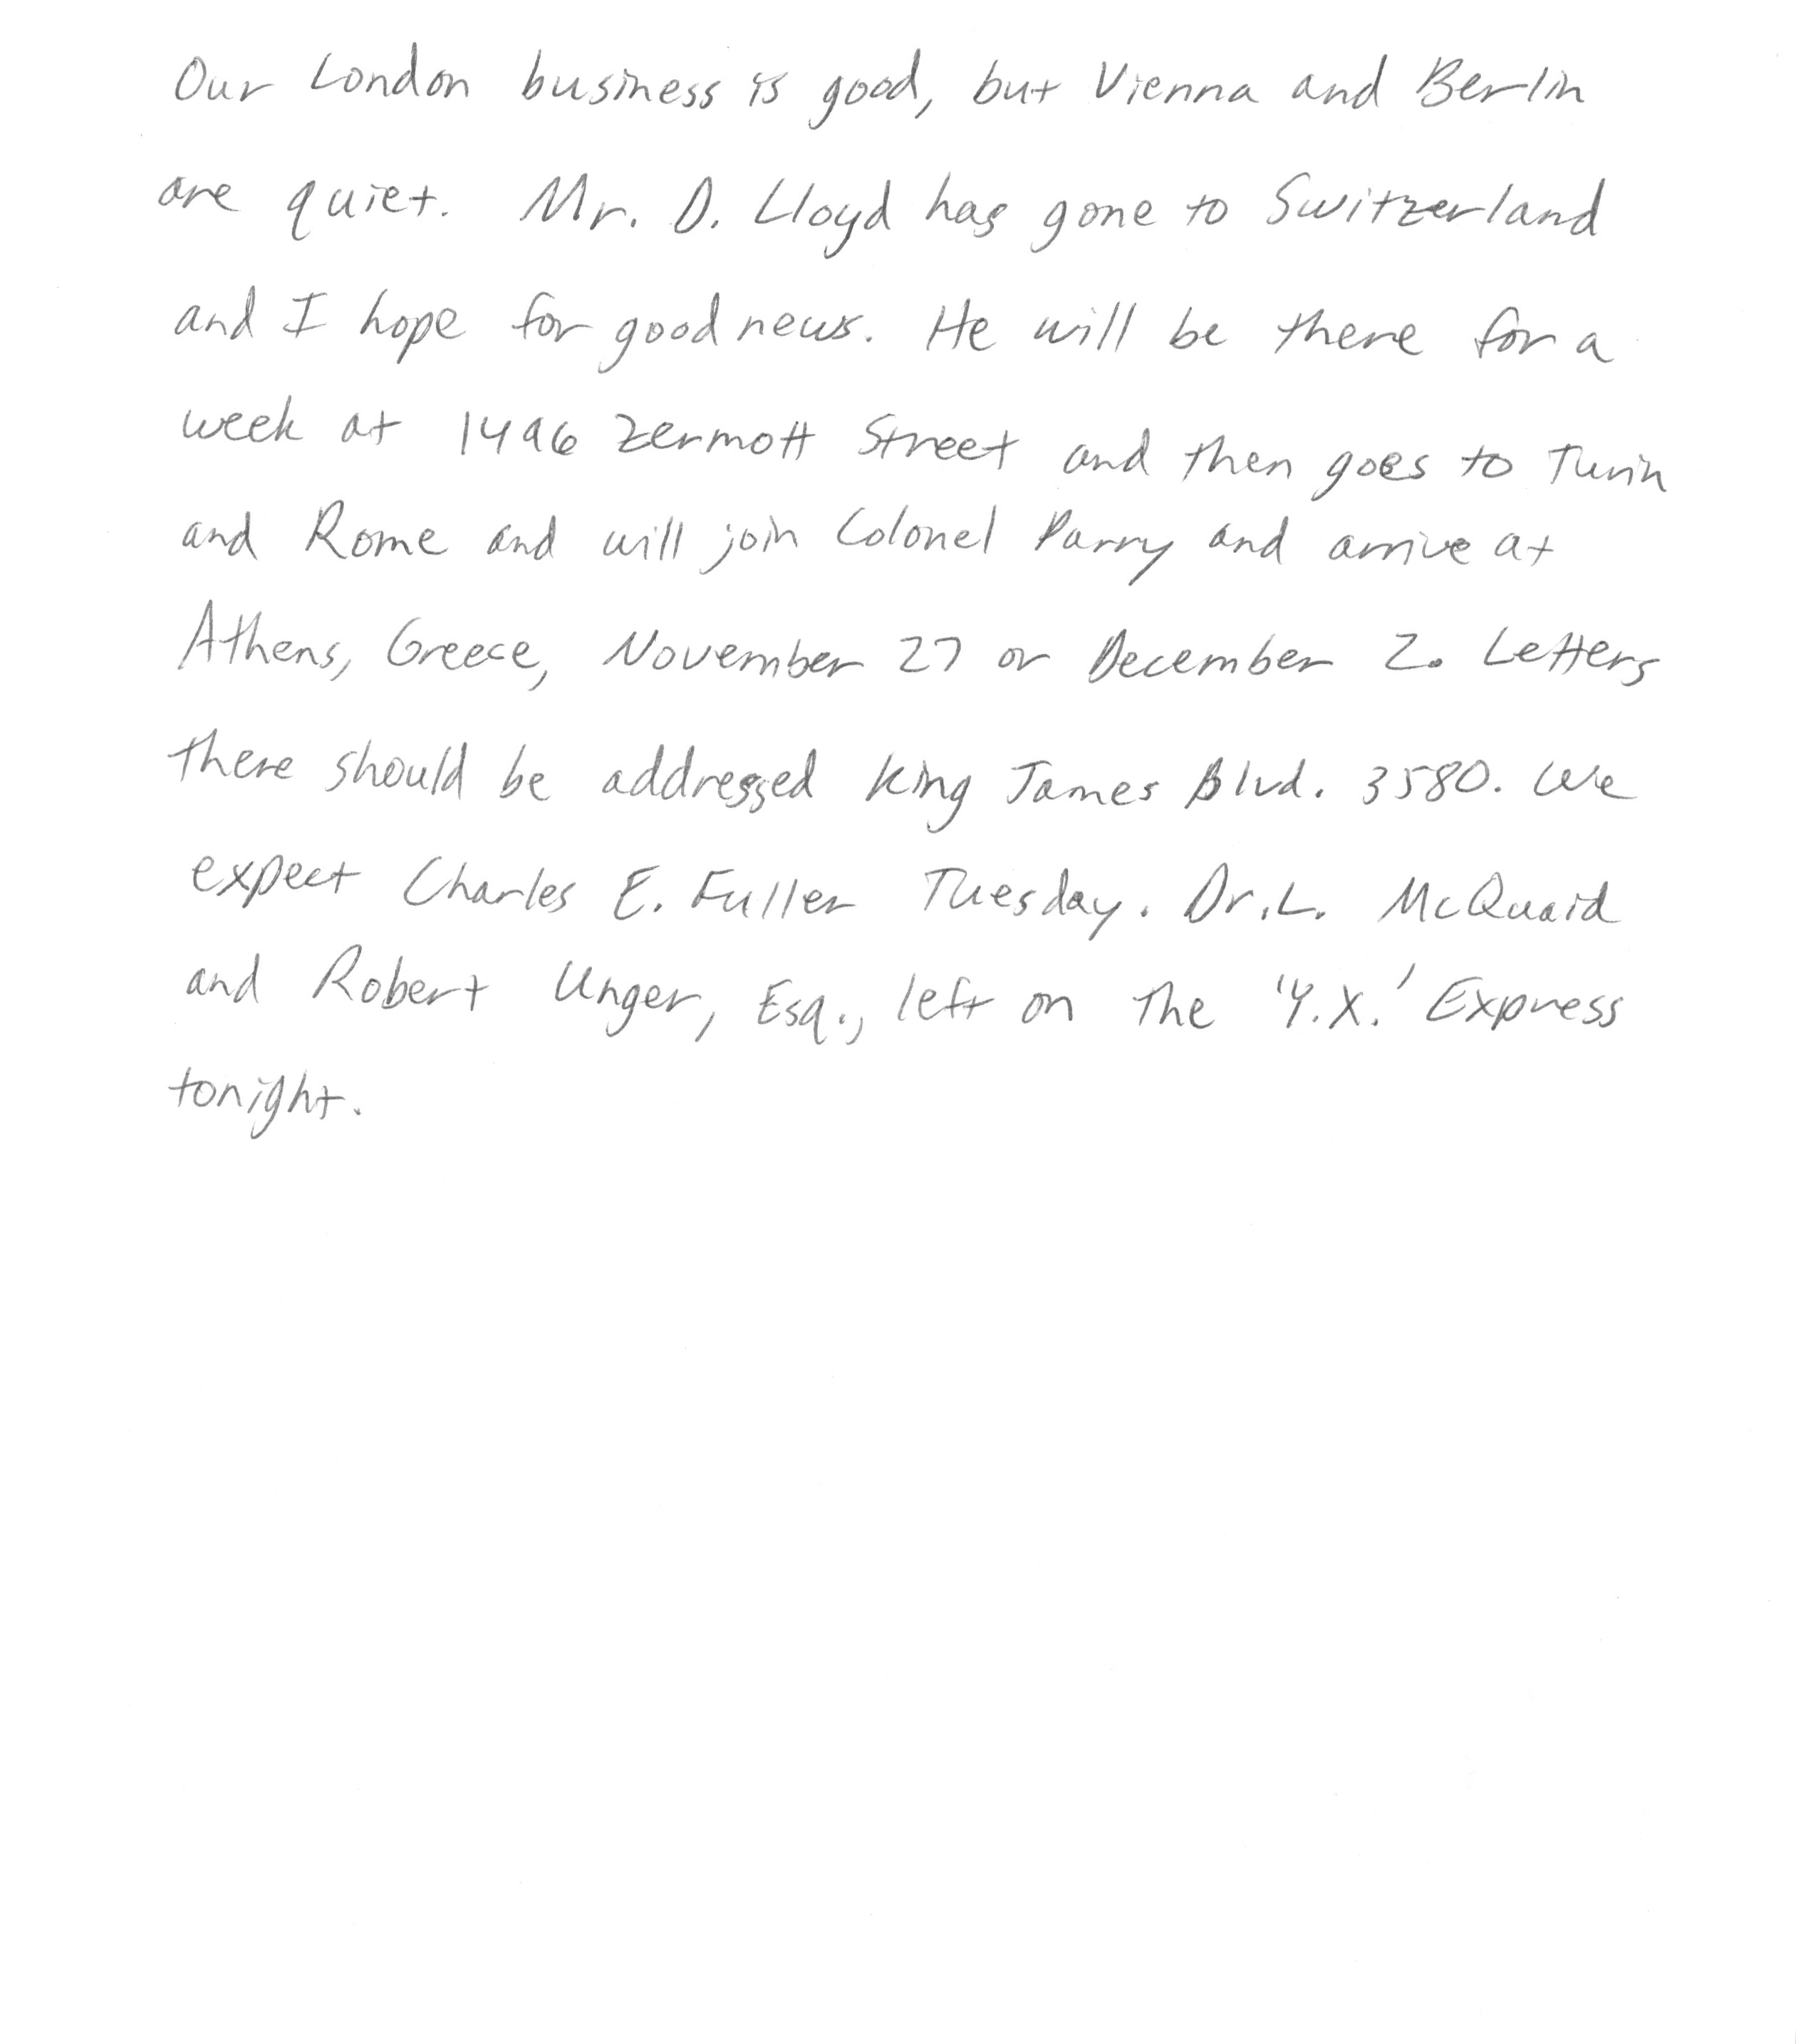 Our London business is good, but Vienna and Berlin
are quiet. Mr. D. Lloyd has gone to Switzerland
and I hope for good news. He will be there for a
week at 1496 Zermott Street and then goes to Turin
and Rome and will join Colonel Parry and arrive at
Athens, Greece, November 27 or December 2. Letters
there should be addressed King James Blvd. 3580. We
expect Charles E. Fuller Tuesday. Dr. L. McQuaid
and Robert Unger, Esq., left on the 'Y.X.' Express
tonight.